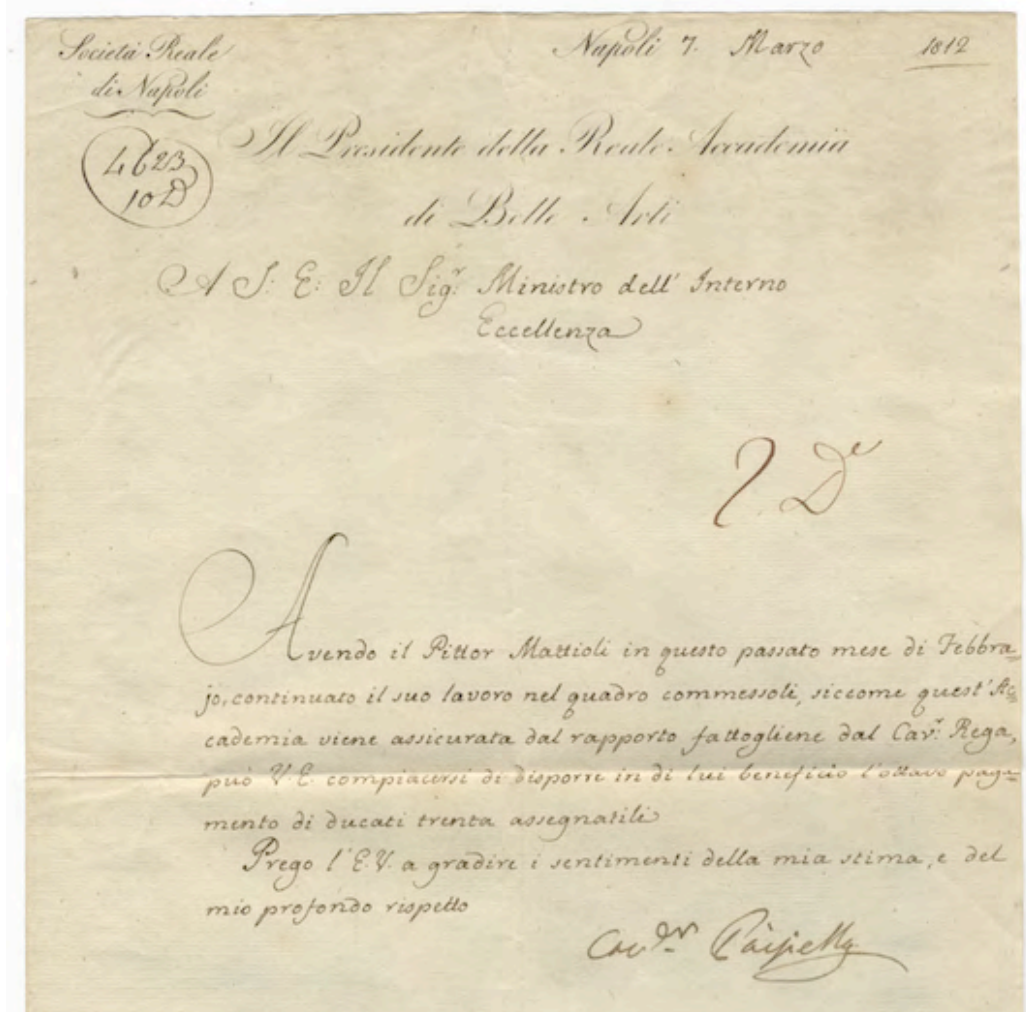 Società Reale
di Napoli
Napoli 7. Marzo 1812
4623
10 D
Il Presidente della Reale Accademia
di Belle Arti
A S: E: Il Sig.r Ministro dell' Interno
Eccellenza
2. De
Avendo il Pittor Mattioli in questo passato mese di Febbra=
jo, continuato il suo lavoro nel quadro commessoli, siccome quest' Ac=
cademia viene assicurata dal rapporto fattogliene dal Cav.r Rega,
può V. E. compiacersi di disporre in di lui beneficio l'ottavo paga=
mento di ducati trenta assegnatili
Prego l'E. V. a gradire i sentimenti della mia stima, e del
mio profondo rispetto